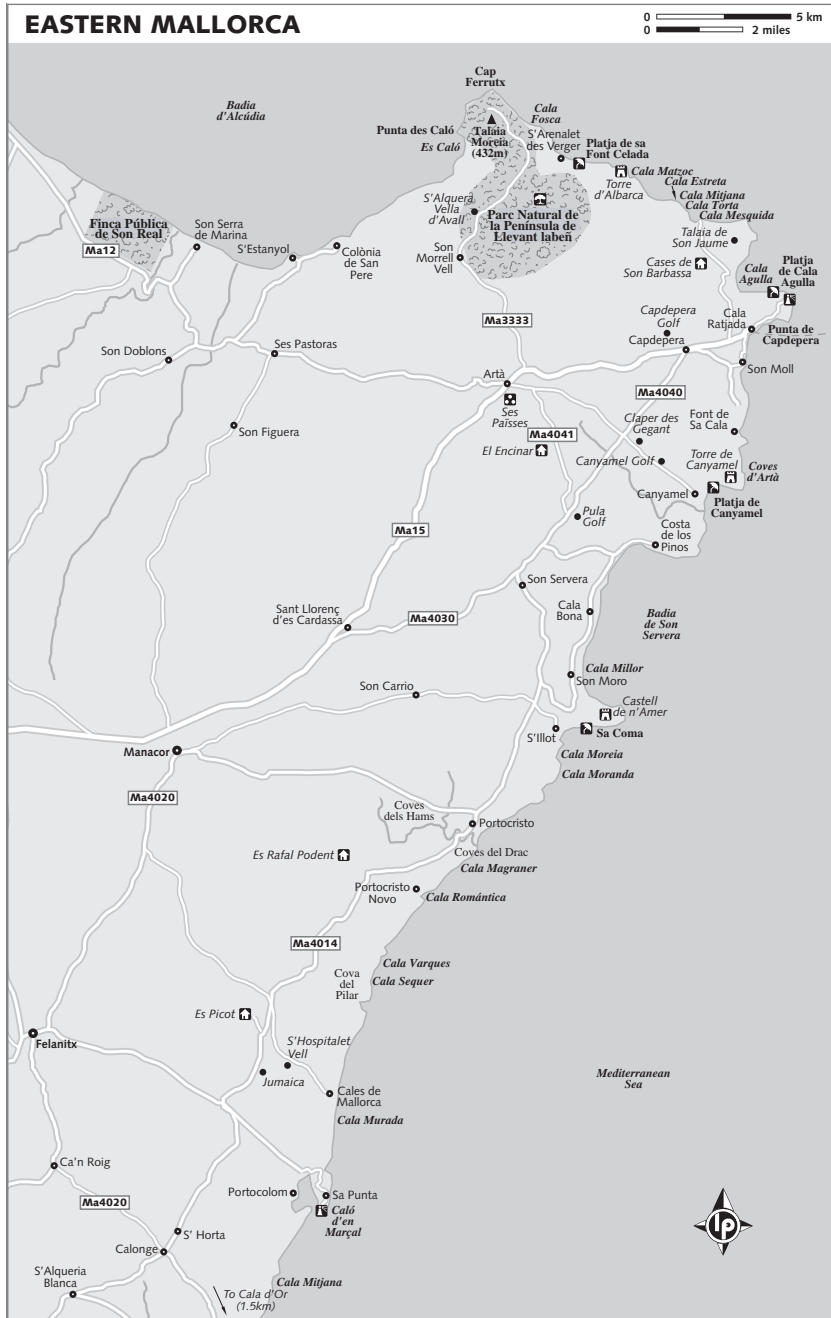 EASTERN MALLORCA
0 5 km
0 2 miles
Cap
Ferrutx
Badia
d'Alcúdia
Cala
Fosca
Punta des Caló
Es Caló
Talaia
Moreia
(432m)
S'Arenalet
des Verger
Platja de sa
Font Celada
Torre
d'Albarca
Cala Matzoc
Cala Estreta
Cala Mitjana
Cala Torta
Cala Mesquida
S'Alquera
Vella
d'Avall
Parc Natural de
la Península de
Llevant labeñ
Finca Pública
de Son Real
Ma12
Son Serra
de Marina
S'Estanyol
Colònia
de San
Pere
Son
Morrell
Vell
Talaia de
Son Jaume
Cases de
Son Barbassa
Cala
Agulla
Platja
de Cala
Agulla
Ma3333
Capdepera
Golf
Cala
Ratjada
Punta de
Capdepera
Capdepera
Son Doblons
Ses Pastoras
Son Moll
Artà
Ma4040
Ses
Païsses
Claper des
Gegant
Font de
Sa Cala
Son Figuera
Ma4041
El Encinar
Canyamel Golf
Torre de
Canyamel
Coves
d'Artà
Canyamel
Platja de
Canyamel
Ma15
Pula
Golf
Costa
de los
Pinos
Son Servera
Sant Llorenç
d'es Cardassa
Ma4030
Cala
Bona
Badia
de Son
Servera
Cala Millor
Son Moro
Son Carrio
Castell
de n'Amer
S'Illot
Sa Coma
Manacor
Cala Moreia
Cala Moranda
Ma4020
Coves
dels Hams
Portocristo
Es Rafal Podent
Coves del Drac
Cala Magraner
Portocristo
Novo
Cala Romántica
Ma4014
Cala Varques
Cala Sequer
Cova
del
Pilar
Es Picot
Felanitx
S'Hospitalet
Vell
Jumaica
Mediterranean
Sea
Cales de
Mallorca
Cala Murada
Ca'n Roig
Portocolom
Sa Punta
Ma4020
Caló
d'en
Marçal
S' Horta
Calonge
lp
S'Alqueria
Blanca
Cala Mitjana
To Cala d'Or
(1.5km)